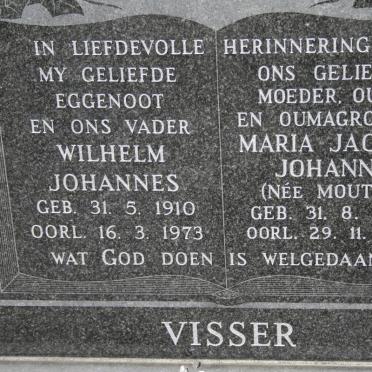 IN LIEFDEVOLLE HERINNERING
MY GELIEFDE
EGGENOOT
EN ONS VADER
WILHELM
JOHANNES
GEB. 31. 5. 1910
OORL. 16. 3. 1973
ONS GELIE
MOEDER, OU
EN OUMAGRO
MARIA JAC
JOHANN
(NÉE MOUT
GEB. 31. 8.
OORL. 29. 11.
WAT GOD DOEN IS WELGEDAAN
VISSER